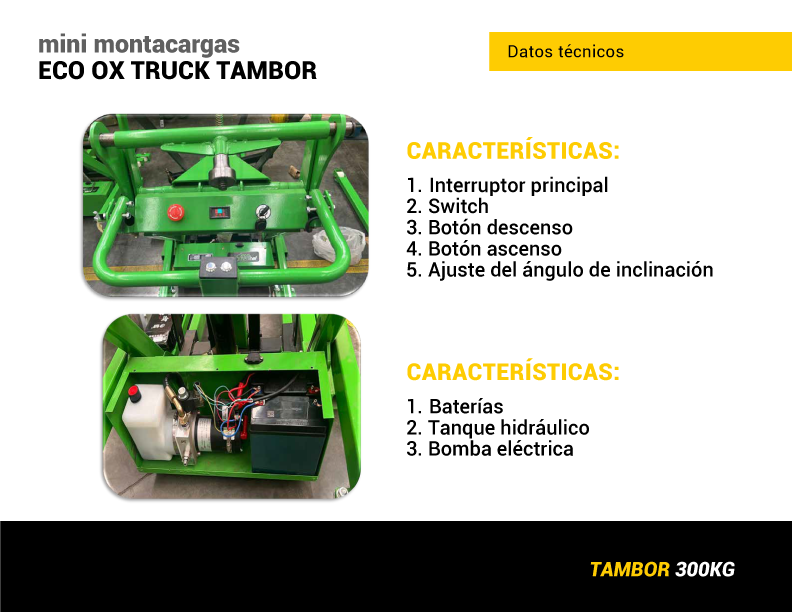 mini montacargas
ECO OX TRUCK TAMBOR
Datos técnicos
CARACTERÍSTICAS:
1. Interruptor principal
2. Switch
3. Botón descenso
4. Botón ascenso
5. Ajuste del ángulo de inclinación
CARACTERÍSTICAS:
1. Baterías
2. Tanque hidráulico
3. Bomba eléctrica
TAMBOR 300KG